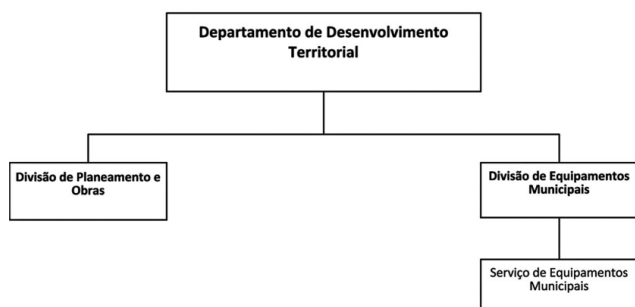 Departamento de Desenvolvimento
Territorial
Divisão de Planeamento e
Obras
Divisão de Equipamentos
Municipais
Serviço de Equipamentos
Municipais